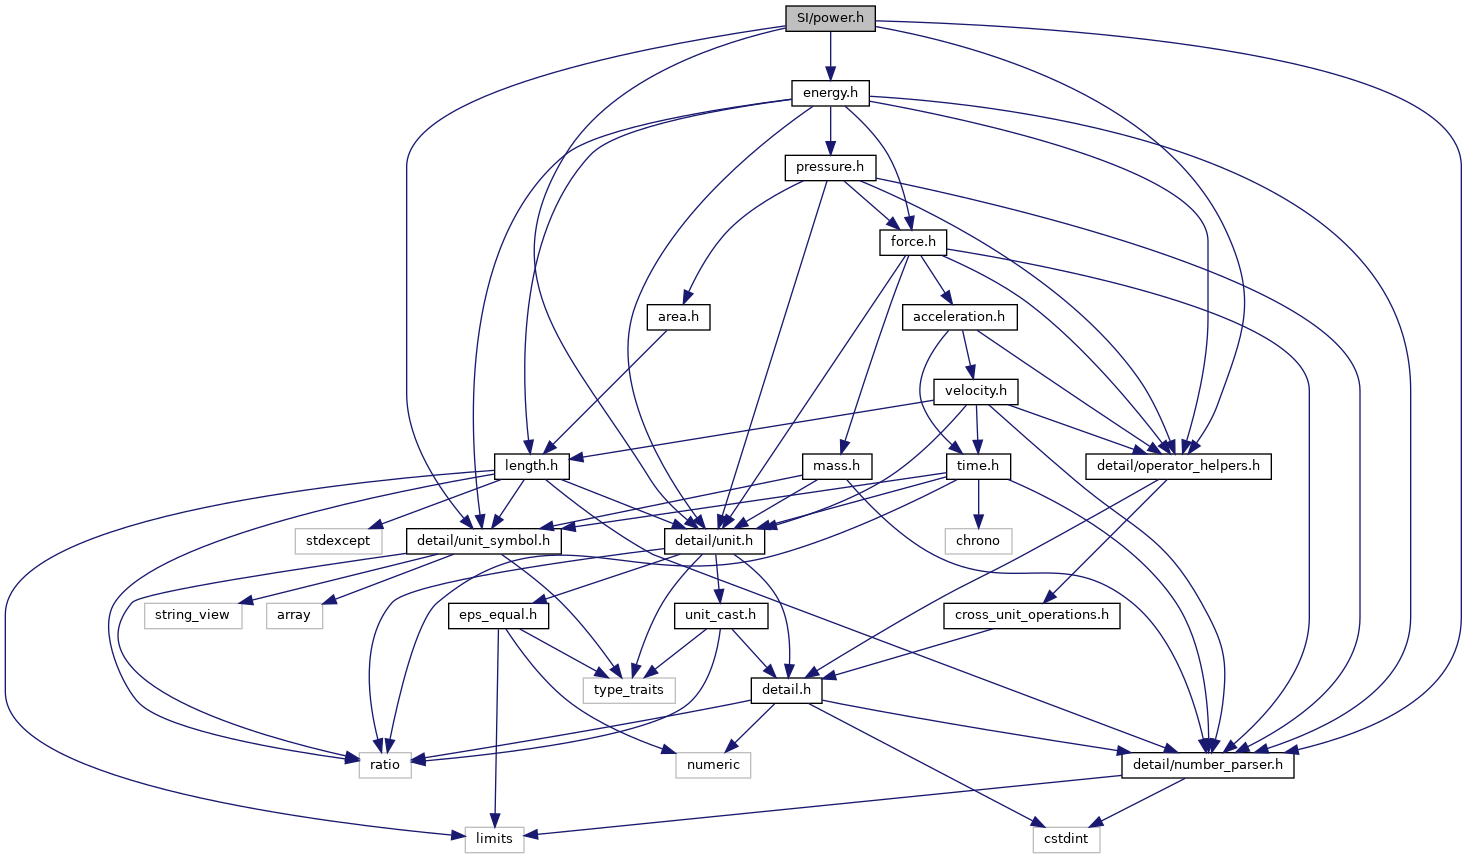 SI/power.h
energy.h
pressure.h
force.h
area.h
acceleration.h
velocity.h
length.h
mass.h
time.h
detail/operator_helpers.h
stdexcept
detail/unit_symbol.h
detail/unit.h
chrono
string_view
array
eps_equal.h
unit_cast.h
cross_unit_operations.h
type_traits
detail.h
ratio
numeric
detail/number_parser.h
limits
cstdint